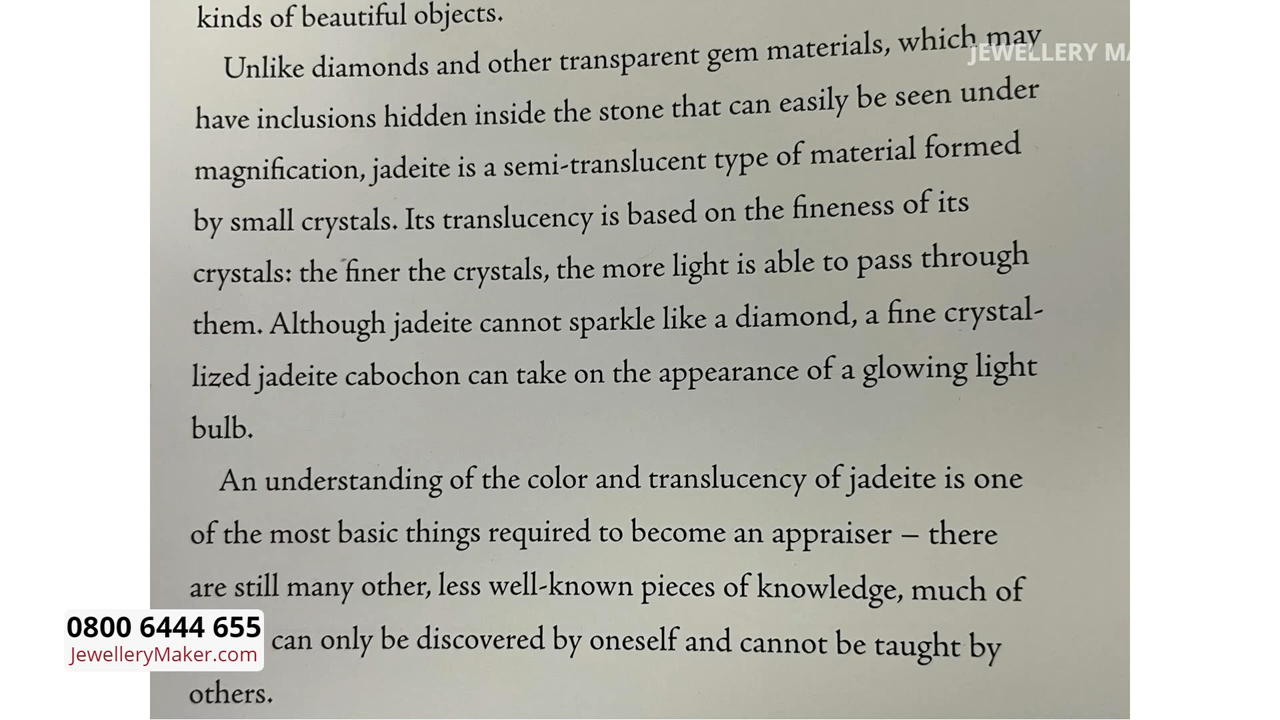 kinds of beautiful objects.
Unlike diamonds and other transparent gem materials, which may
have inclusions hidden inside the stone that can easily be seen under
magnification, jadeite is a semi-translucent type of material formed
by small crystals. Its translucency is based on the fineness of its
crystals: the finer the crystals, the more light is able to pass through
them. Although jadeite cannot sparkle like a diamond, a fine crystal-
lized jadeite cabochon can take on the appearance of a glowing light
bulb.
An understanding of the color and translucency of jadeite is one
of the most basic things required to become an appraiser – there
are still many other, less well-known pieces of knowledge, much of
can only be discovered by oneself and cannot be taught by
others.
JEWELLERY MA
0800 6444 655
JewelleryMaker.com